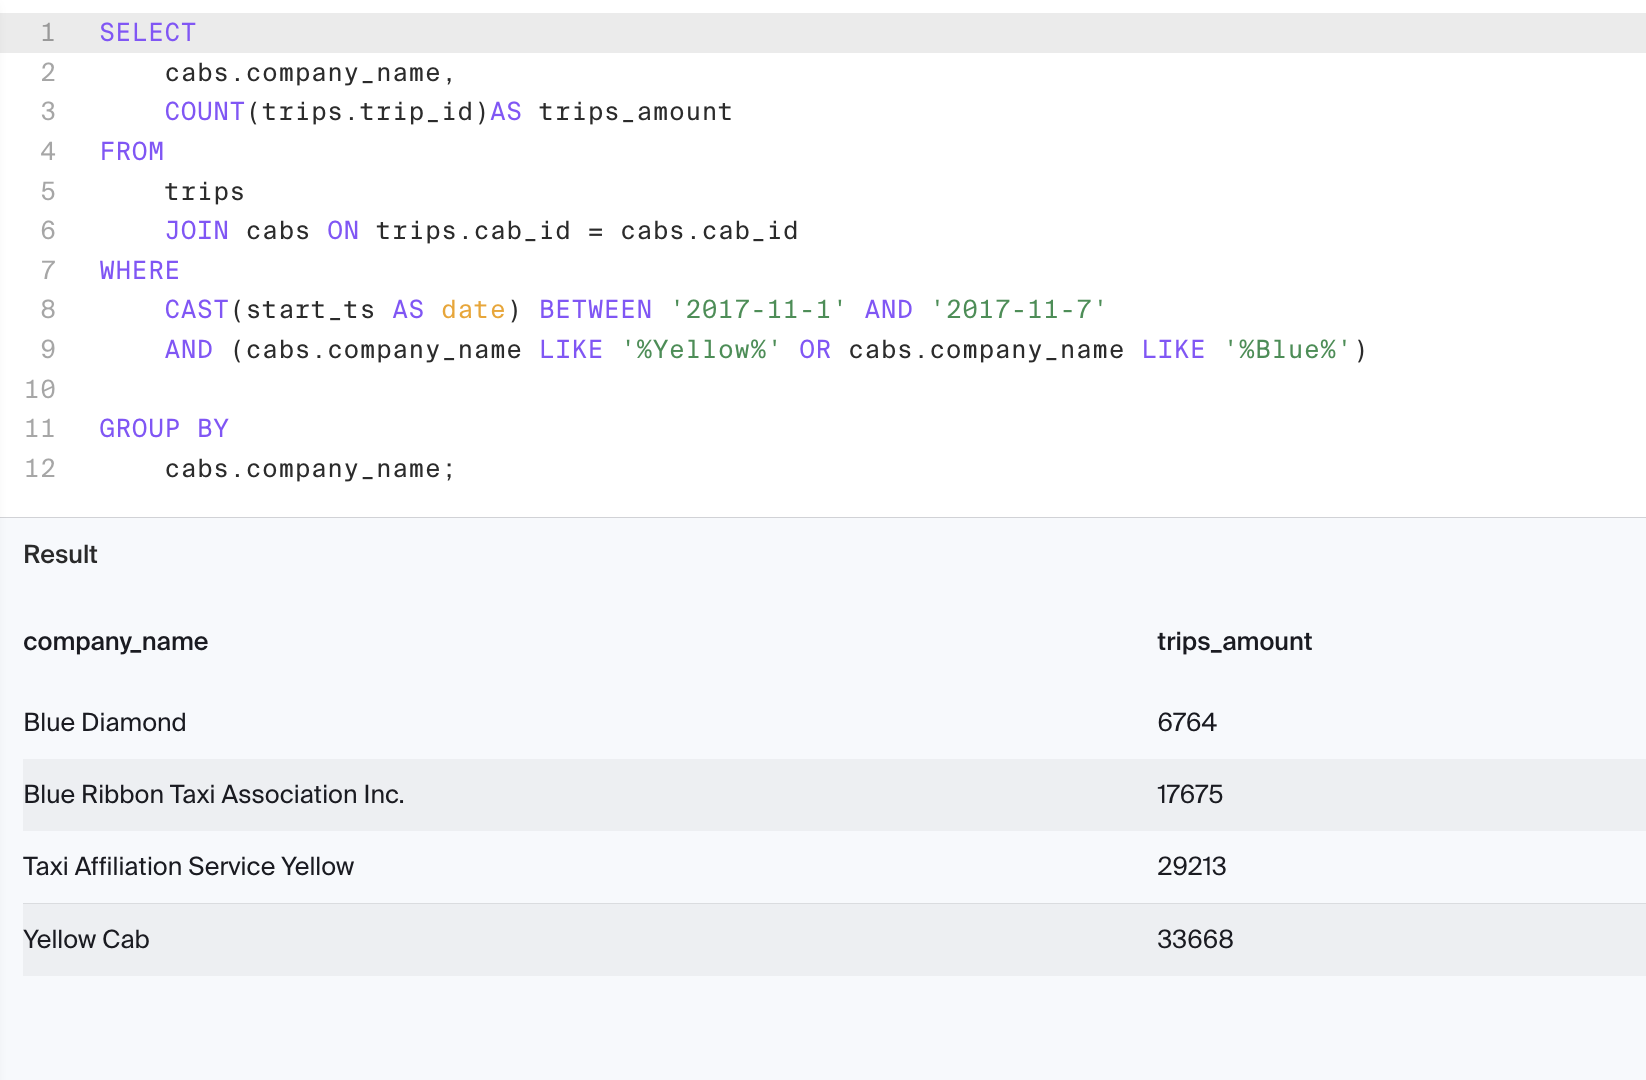 1 SELECT
2 cabs.company_name,
3 COUNT(trips.trip_id)AS trips_amount
4 FROM
5 trips
6 JOIN cabs ON trips.cab_id = cabs.cab_id
7 WHERE
8 CAST(start_ts AS date) BETWEEN '2017-11-1' AND '2017-11-7'
9 AND (cabs.company_name LIKE '%Yellow%' OR cabs.company_name LIKE '%Blue%')
10
11 GROUP BY
12 cabs.company_name;
Result
company_name trips_amount
Blue Diamond 6764
Blue Ribbon Taxi Association Inc. 17675
Taxi Affiliation Service Yellow 29213
Yellow Cab 33668